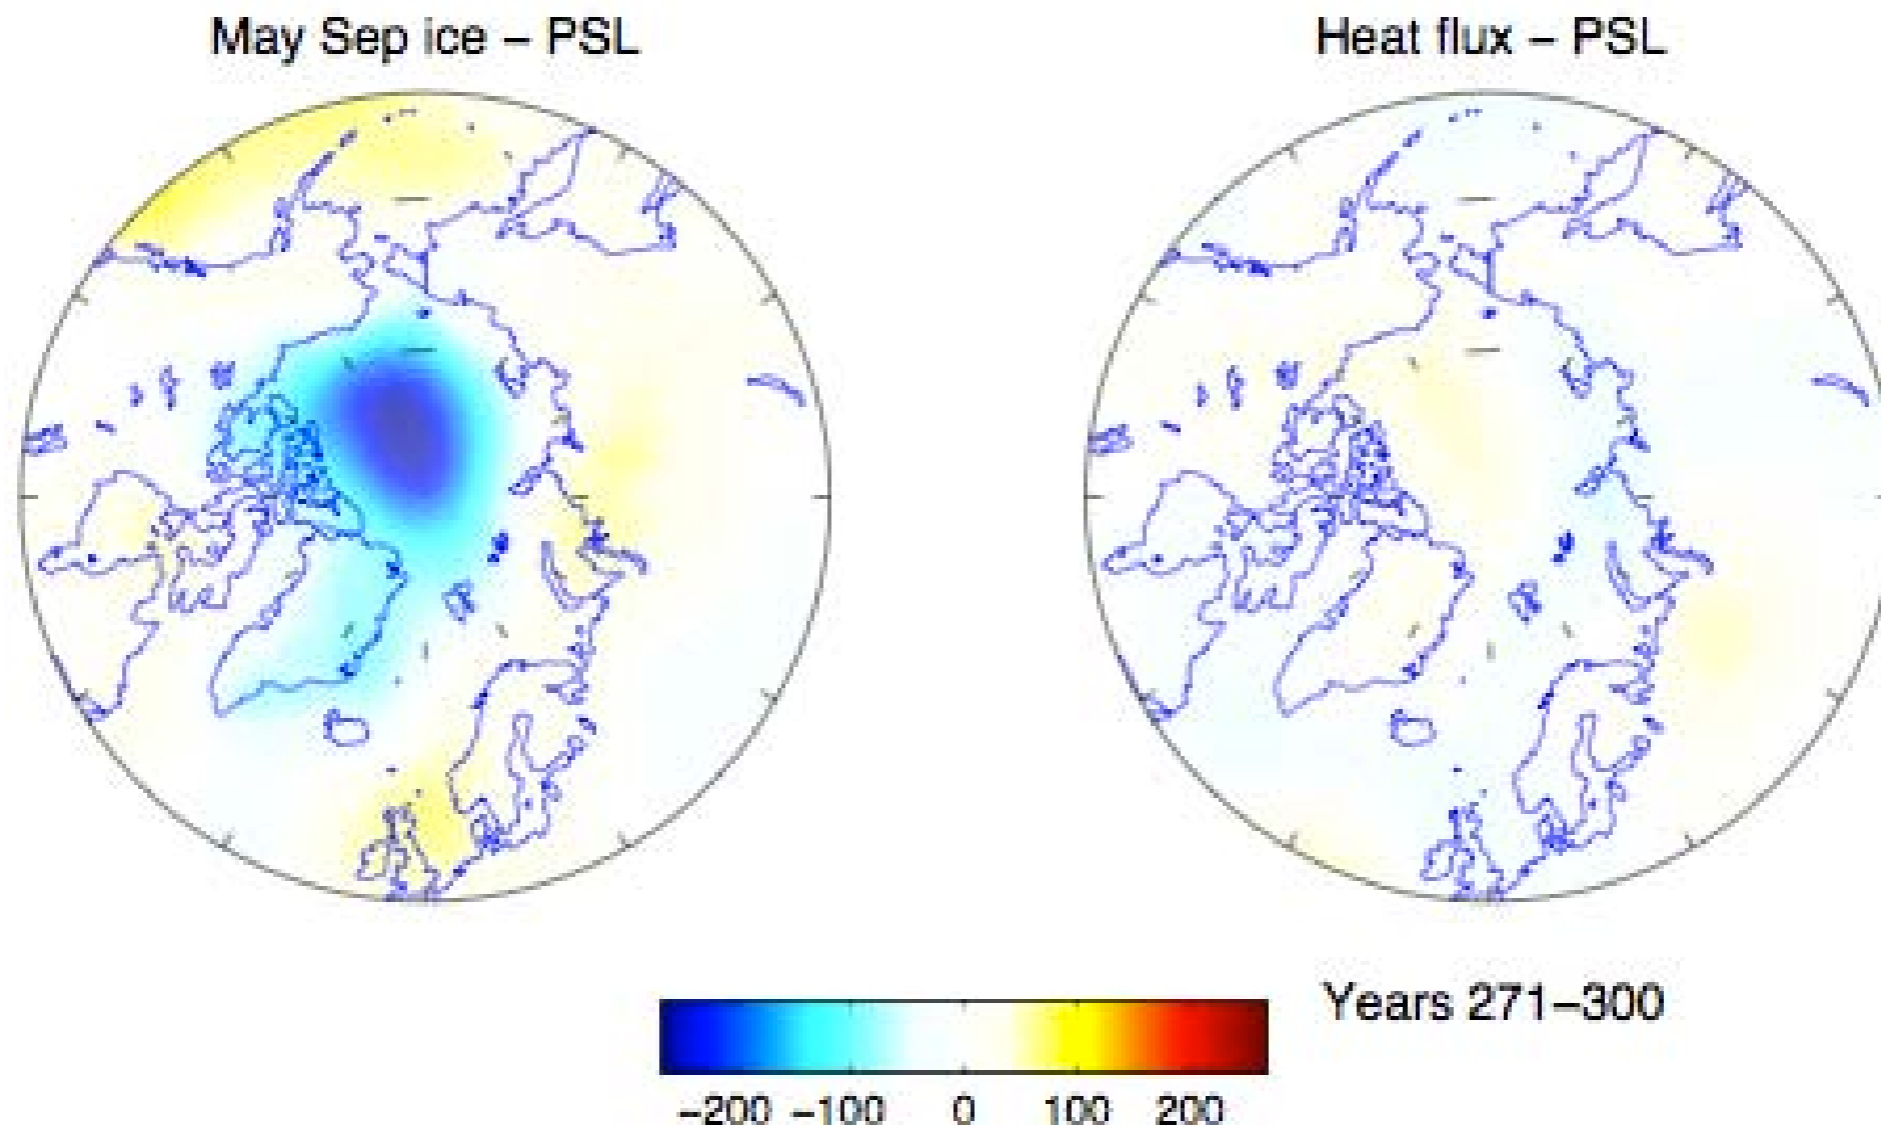 May Sep ice – PSL
Heat flux – PSL
Years 271–300
−200 −100 0 100 200